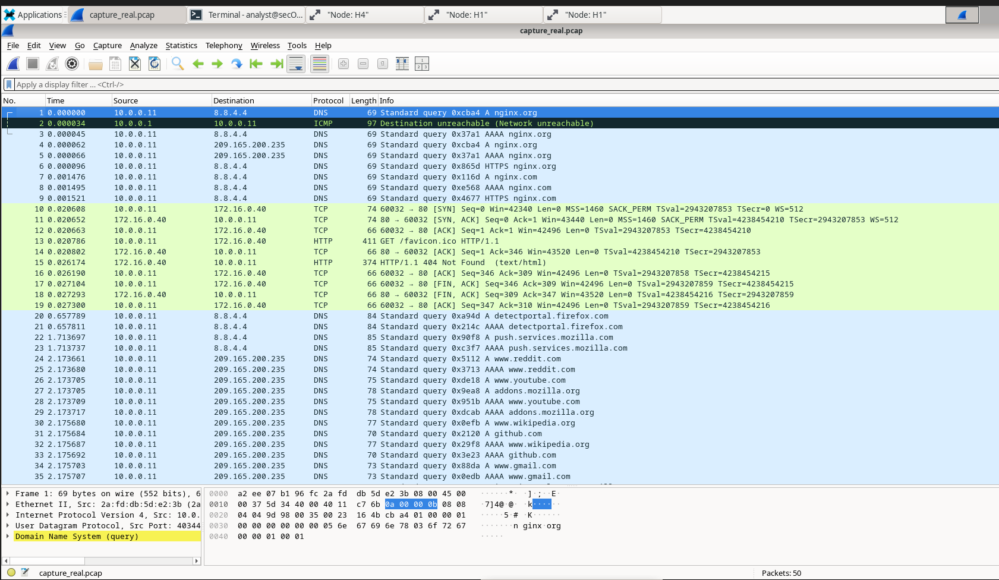 Applications capture_real.pcap Terminal - analyst@secO... "Node: H4" "Node: H1" "Node: H1"
capture_real.pcap
File Edit View Go Capture Analyze Statistics Telephony Wireless Tools Help
Apply a display filter ... <Ctrl-/>
No. Time Source Destination Protocol Length Info
1 0.000000 10.0.0.11 8.8.4.4 DNS 69 Standard query 0xcba4 A nginx.org
2 0.000034 10.0.0.1 10.0.0.11 ICMP 97 Destination unreachable (Network unreachable)
3 0.000045 10.0.0.11 8.8.4.4 DNS 69 Standard query 0x37a1 AAAA nginx.org
4 0.000062 10.0.0.11 209.165.200.235 DNS 69 Standard query 0xcba4 A nginx.org
5 0.000066 10.0.0.11 209.165.200.235 DNS 69 Standard query 0x37a1 AAAA nginx.org
6 0.000096 10.0.0.11 8.8.4.4 DNS 69 Standard query 0x865d HTTPS nginx.org
7 0.001476 10.0.0.11 8.8.4.4 DNS 69 Standard query 0x116d A nginx.com
8 0.001495 10.0.0.11 8.8.4.4 DNS 69 Standard query 0xe568 AAAA nginx.com
9 0.001521 10.0.0.11 8.8.4.4 DNS 69 Standard query 0x4677 HTTPS nginx.com
10 0.020608 10.0.0.11 172.16.0.40 TCP 74 60032 → 80 [SYN] Seq=0 Win=42340 Len=0 MSS=1460 SACK_PERM TSval=2943207853 TSecr=0 WS=512
11 0.020652 172.16.0.40 10.0.0.11 TCP 74 80 → 60032 [SYN, ACK] Seq=0 Ack=1 Win=43440 Len=0 MSS=1460 SACK_PERM TSval=4238454210 TSecr=2943207853 WS=512
12 0.020663 10.0.0.11 172.16.0.40 TCP 66 60032 → 80 [ACK] Seq=1 Ack=1 Win=42496 Len=0 TSval=2943207853 TSecr=4238454210
13 0.020786 10.0.0.11 172.16.0.40 HTTP 411 GET /favicon.ico HTTP/1.1
14 0.020802 172.16.0.40 10.0.0.11 TCP 66 80 → 60032 [ACK] Seq=1 Ack=346 Win=43520 Len=0 TSval=4238454210 TSecr=2943207853
15 0.026174 172.16.0.40 10.0.0.11 HTTP 374 HTTP/1.1 404 Not Found (text/html)
16 0.026190 10.0.0.11 172.16.0.40 TCP 66 60032 → 80 [ACK] Seq=346 Ack=309 Win=42496 Len=0 TSval=2943207858 TSecr=4238454215
17 0.027104 10.0.0.11 172.16.0.40 TCP 66 60032 → 80 [FIN, ACK] Seq=346 Ack=309 Win=42496 Len=0 TSval=2943207859 TSecr=4238454215
18 0.027293 172.16.0.40 10.0.0.11 TCP 66 80 → 60032 [FIN, ACK] Seq=309 Ack=347 Win=43520 Len=0 TSval=4238454216 TSecr=2943207859
19 0.027300 10.0.0.11 172.16.0.40 TCP 66 60032 → 80 [ACK] Seq=347 Ack=310 Win=42496 Len=0 TSval=2943207859 TSecr=4238454216
20 0.657789 10.0.0.11 8.8.4.4 DNS 84 Standard query 0xa94d A detectportal.firefox.com
21 0.657811 10.0.0.11 8.8.4.4 DNS 84 Standard query 0x214c AAAA detectportal.firefox.com
22 1.713697 10.0.0.11 8.8.4.4 DNS 85 Standard query 0x90f8 A push.services.mozilla.com
23 1.713737 10.0.0.11 8.8.4.4 DNS 85 Standard query 0xc3f7 AAAA push.services.mozilla.com
24 2.173661 10.0.0.11 209.165.200.235 DNS 74 Standard query 0x5112 A www.reddit.com
25 2.173680 10.0.0.11 209.165.200.235 DNS 74 Standard query 0x3713 AAAA www.reddit.com
26 2.173705 10.0.0.11 209.165.200.235 DNS 75 Standard query 0xde18 A www.youtube.com
27 2.173705 10.0.0.11 209.165.200.235 DNS 78 Standard query 0x9ea8 A addons.mozilla.org
28 2.173709 10.0.0.11 209.165.200.235 DNS 75 Standard query 0x951b AAAA www.youtube.com
29 2.173717 10.0.0.11 209.165.200.235 DNS 78 Standard query 0xdcab AAAA addons.mozilla.org
30 2.175680 10.0.0.11 209.165.200.235 DNS 77 Standard query 0x0efb A www.wikipedia.org
31 2.175684 10.0.0.11 209.165.200.235 DNS 70 Standard query 0x2120 A github.com
32 2.175687 10.0.0.11 209.165.200.235 DNS 77 Standard query 0x29f8 AAAA www.wikipedia.org
33 2.175692 10.0.0.11 209.165.200.235 DNS 70 Standard query 0x3e23 AAAA github.com
34 2.175703 10.0.0.11 209.165.200.235 DNS 73 Standard query 0x88da A www.gmail.com
35 2.175707 10.0.0.11 209.165.200.235 DNS 73 Standard query 0x0edb AAAA www.gmail.com
Frame 1: 69 bytes on wire (552 bits), 6 0000 a2 ee 07 b1 96 fc 2a fd db 5d e2 3b 08 00 45 00 ······*· ·]·;··E·
Ethernet II, Src: 2a:fd:db:5d:e2:3b (2a 0010 00 37 5d 34 40 00 40 11 c7 6b 0a 00 00 0b 08 08 ·7]4@·@· ·k······
Internet Protocol Version 4, Src: 10.0. 0020 04 04 9d 98 00 35 00 23 16 4b cb a4 01 00 00 01 ·····5·# ·K······
User Datagram Protocol, Src Port: 40344 0030 00 00 00 00 00 00 05 6e 67 69 6e 78 03 6f 72 67 ·······n ginx·org
Domain Name System (query) 0040 00 00 01 00 01 ·····
capture_real.pcap Packets: 50